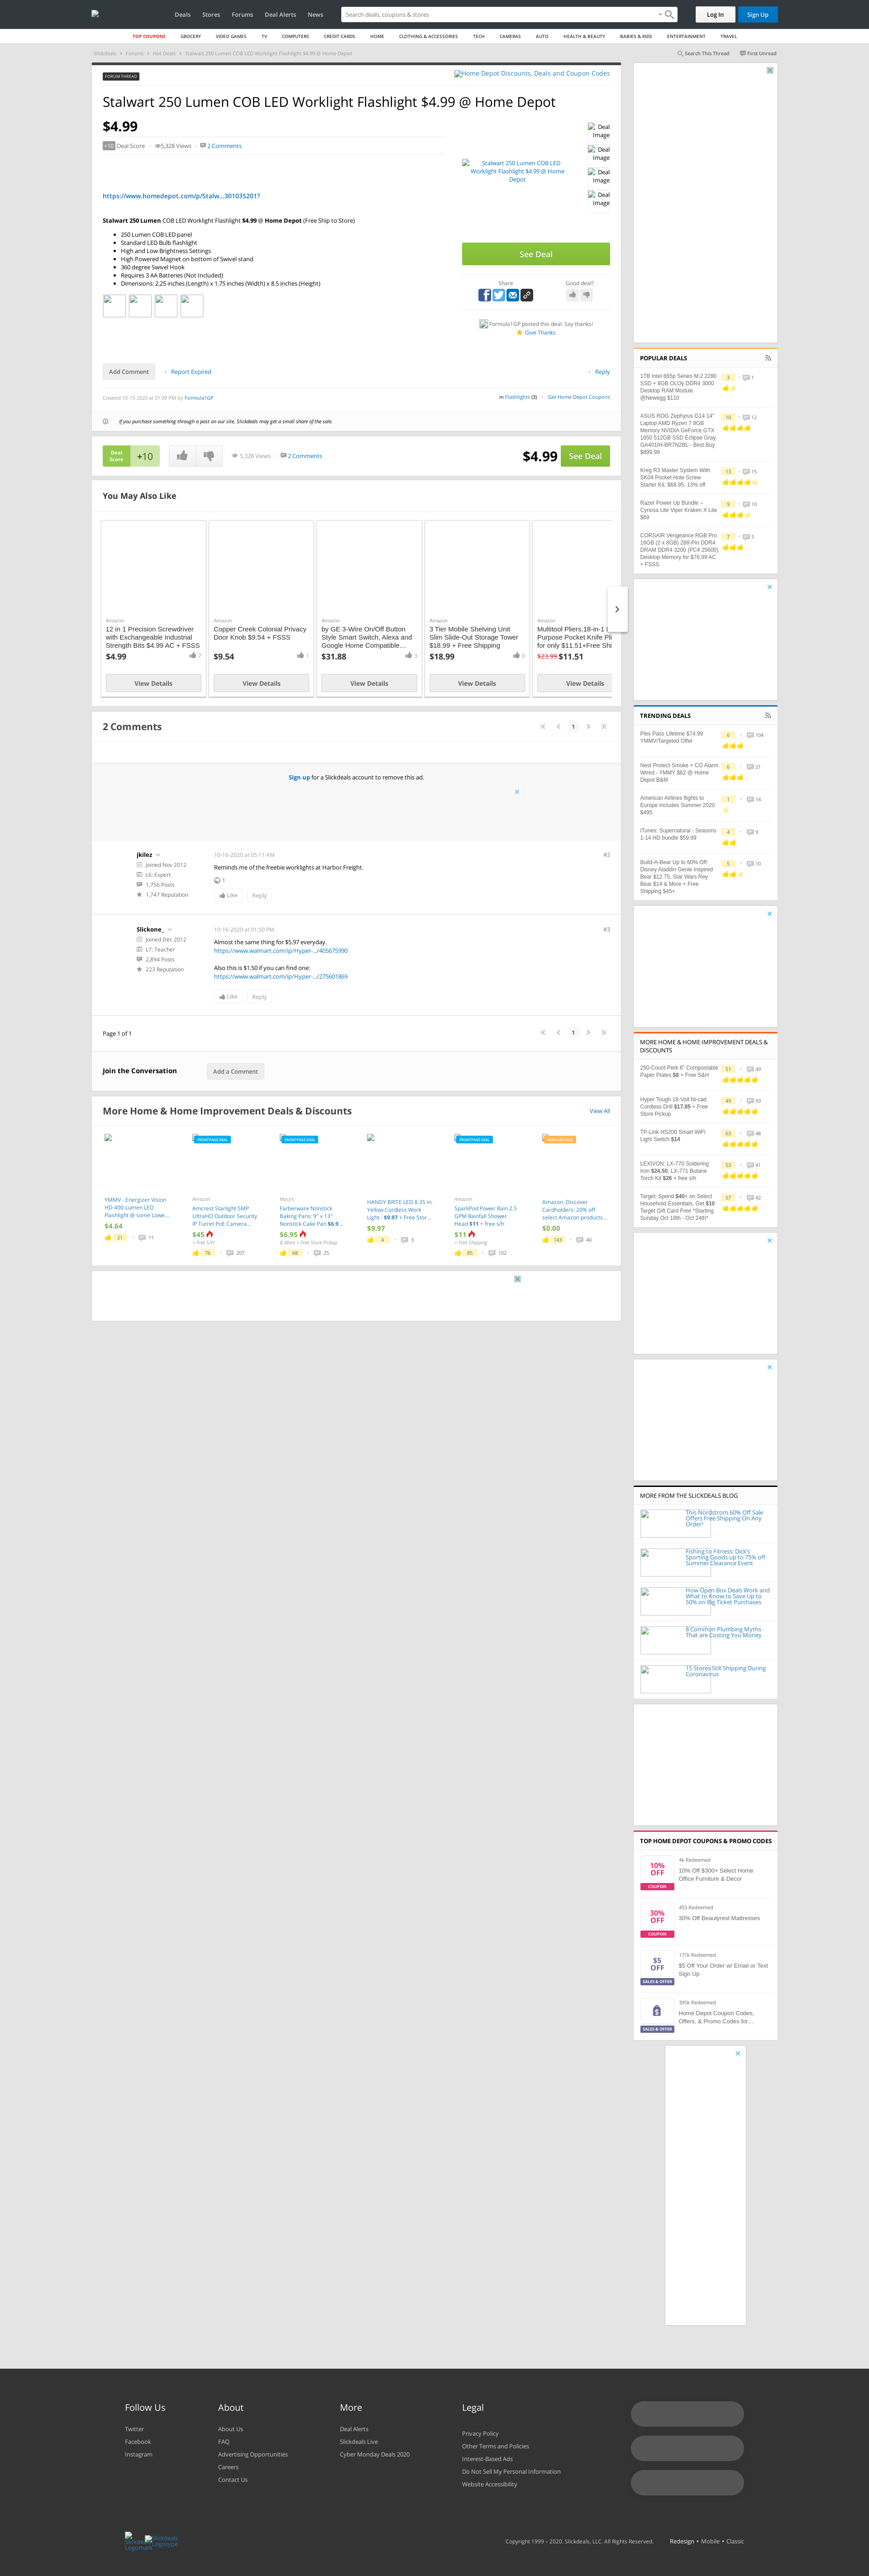 Deals Stores Forums Deal Alerts News
Search deals, coupons & stores
Log In
Sign Up
TOP COUPONS GROCERY VIDEO GAMES TV COMPUTERS CREDIT CARDS HOME CLOTHING & ACCESSORIES TECH CAMERAS AUTO HEALTH & BEAUTY BABIES & KIDS ENTERTAINMENT TRAVEL
Slickdeals Forums Hot Deals Stalwart 250 Lumen COB LED Worklight Flashlight $4.99 @ Home Depot
Search This Thread First Unread
FORUM THREAD
Home Depot Discounts, Deals and Coupon Codes
Stalwart 250 Lumen COB LED Worklight Flashlight $4.99 @ Home Depot
$4.99
+10 Deal Score 5,328 Views 2 Comments
https://www.homedepot.com/p/Stalw...301035201?
Stalwart 250 Lumen COB LED Worklight Flashlight $4.99 @ Home Depot (Free Ship to Store)
250 Lumen COB LED panel
Standard LED Bulb flashlight
High and Low Brightness Settings
High Powered Magnet on bottom of Swivel stand
360 degree Swivel Hook
Requires 3 AA Batteries (Not Included)
Dimensions: 2.25 inches (Length) x 1.75 inches (Width) x 8.5 inches (Height)
Stalwart 250 Lumen COB LED
Worklight Flashlight $4.99 @ Home
Depot
Deal
Image
Deal
Image
Deal
Image
Deal
Image
See Deal
Share
Good deal?
Formula1GP posted this deal. Say thanks!
Give Thanks
Add Comment
Report Expired
Reply
Created 10-15-2020 at 01:09 PM by Formula1GP
in Flashlights (3) Get Home Depot Coupons
If you purchase something through a post on our site, Slickdeals may get a small share of the sale.
Deal
Score
+10
5,328 Views 2 Comments
$4.99
See Deal
You May Also Like
Amazon
12 in 1 Precision Screwdriver
with Exchangeable Industrial
Strength Bits $4.99 AC + FSSS
$4.99 7
View Details
Amazon
Copper Creek Colonial Privacy
Door Knob $9.54 + FSSS
$9.54 1
View Details
Amazon
by GE 3-Wire On/Off Button
Style Smart Switch, Alexa and
Google Home Compatible...
$31.88 3
View Details
Amazon
3 Tier Mobile Shelving Unit
Slim Slide-Out Storage Tower
$18.99 + Free Shipping
$18.99 0
View Details
Amazon
Multitool Pliers,18-in-1
Purpose Pocket Knife Pli
for only $11.51+Free Shi
$23.99 $11.51
View Details
2 Comments
1
Sign up for a Slickdeals account to remove this ad.
jkilez
Joined Nov 2012
L6: Expert
1,756 Posts
1,747 Reputation
10-16-2020 at 05:11 AM
#2
Reminds me of the freebie worklights at Harbor Freight.
1
Like
Reply
Slickone_
Joined Dec 2012
L7: Teacher
2,894 Posts
223 Reputation
10-16-2020 at 01:50 PM
#3
Almost the same thing for $5.97 everyday.
https://www.walmart.com/ip/Hyper-.../405675990
Also this is $1.50 if you can find one:
https://www.walmart.com/ip/Hyper-.../275601869
Like
Reply
Page 1 of 1
1
Join the Conversation
Add a Comment
More Home & Home Improvement Deals & Discounts
View All
YMMV - Energizer Vision
HD 400-Lumen LED
Flashlight @ some Lowe...
$4.64
21 11
FRONTPAGE DEAL
Amazon
Amcrest Starlight 5MP
UltraHD Outdoor Security
IP Turret PoE Camera...
$45
+ Free S/H
76 207
FRONTPAGE DEAL
Macy's
Farberware Nonstick
Baking Pans: 9" x 13"
Nonstick Cake Pan $6.9..
$6.95
& More + Free Store Pickup
68 25
HANDY BRITE LED 8.35 in.
Yellow Cordless Work
Light - $9.97 + Free Stor...
$9.97
4 3
FRONTPAGE DEAL
Amazon
SparkPod Power Rain 2.5
GPM Rainfall Shower
Head $11 + free s/h
$11
+ Free Shipping
85 102
POPULAR DEAL
Amazon: Discover
Cardholders: 20% off
select Amazon products...
$0.00
143 40
POPULAR DEALS
1TB Intel 665p Series M.2 2280
SSD + 8GB OLOy DDR4 3000
Desktop RAM Module
@Newegg $110
3 1
ASUS ROG Zephyrus G14 14"
Laptop AMD Ryzen 7 8GB
Memory NVIDIA GeForce GTX
1650 512GB SSD Eclipse Gray
GA401IH-BR7N2BL - Best Buy
$899.99
10 12
Kreg R3 Master System With
SK04 Pocket Hole Screw
Starter Kit, $68.95, 13% off
13 15
Razor Power Up Bundle –
Cynosa Lite Viper Kraken X Lite
$69
9 10
CORSAIR Vengeance RGB Pro
16GB (2 x 8GB) 288-Pin DDR4
DRAM DDR4 3200 (PC4 25600)
Desktop Memory for $76.99 AC
+ FSSS
7 5
TRENDING DEALS
Plex Pass Lifetime $74.99
YMMV/Targeted Offer
6 104
Nest Protect Smoke + CO Alarm
Wired - YMMY $62 @ Home
Depot B&M
6 21
American Airlines flights to
Europe includes Summer 2020
$495
1 14
iTunes: Supernatural - Seasons
1-14 HD bundle $59.99
4 9
Build-A-Bear Up to 60% Off:
Disney Aladdin Genie Inspired
Bear $12.75, Star Wars Rey
Bear $14 & More + Free
Shipping $45+
5 10
MORE HOME & HOME IMPROVEMENT DEALS &
DISCOUNTS
250-Count Perk 6" Compostable
Paper Plates $8 + Free S&H
51 49
Hyper Tough 18-Volt Ni-cad
Cordless Drill $17.65 + Free
Store Pickup
49 93
TP-Link HS200 Smart WiFi
Light Switch $14
63 48
LEXIVON: LX-770 Soldering
Iron $24.50, LX-771 Butane
Torch Kit $26 + free s/h
53 41
Target: Spend $40+ on Select
Household Essentials, Get $10
Target Gift Card Free *Starting
Sunday Oct 18th - Oct 24th*
57 42
MORE FROM THE SLICKDEALS BLOG
This Nordstrom 60% Off Sale
Offers Free Shipping On Any
Order!
Fishing to Fitness: Dick's
Sporting Goods up to 75% off
Summer Clearance Event
How Open Box Deals Work and
What to Know to Save Up to
50% on Big Ticket Purchases
8 Common Plumbing Myths
That are Costing You Money
15 Stores Still Shipping During
Coronavirus
TOP HOME DEPOT COUPONS & PROMO CODES
10%
OFF
COUPON
4k Redeemed
10% Off $300+ Select Home
Office Furniture & Decor
30%
OFF
COUPON
453 Redeemed
30% Off Beautyrest Mattresses
$5
OFF
SALES & OFFER
171k Redeemed
$5 Off Your Order w/ Email or Text
Sign Up
$
SALES & OFFER
395k Redeemed
Home Depot Coupon Codes,
Offers, & Promo Codes for...
Follow Us
Twitter
Facebook
Instagram
About
About Us
FAQ
Advertising Opportunities
Careers
Contact Us
More
Deal Alerts
Slickdeals Live
Cyber Monday Deals 2020
Legal
Privacy Policy
Other Terms and Policies
Interest-Based Ads
Do Not Sell My Personal Information
Website Accessibility
Copyright 1999 – 2020. Slickdeals, LLC. All Rights Reserved. Redesign • Mobile • Classic